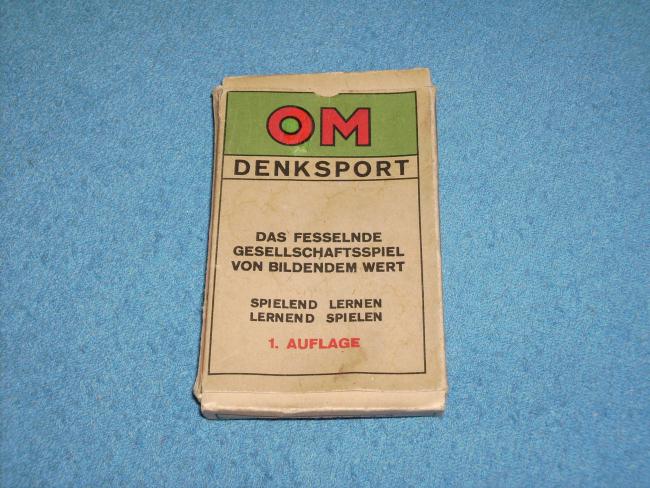 OM
DENKSPORT
DAS FESSELNDE
GESELLSCHAFTSSPIEL
VON BILDENDEM WERT
SPIELEND LERNEN
LERNEND SPIELEN
1. AUFLAGE